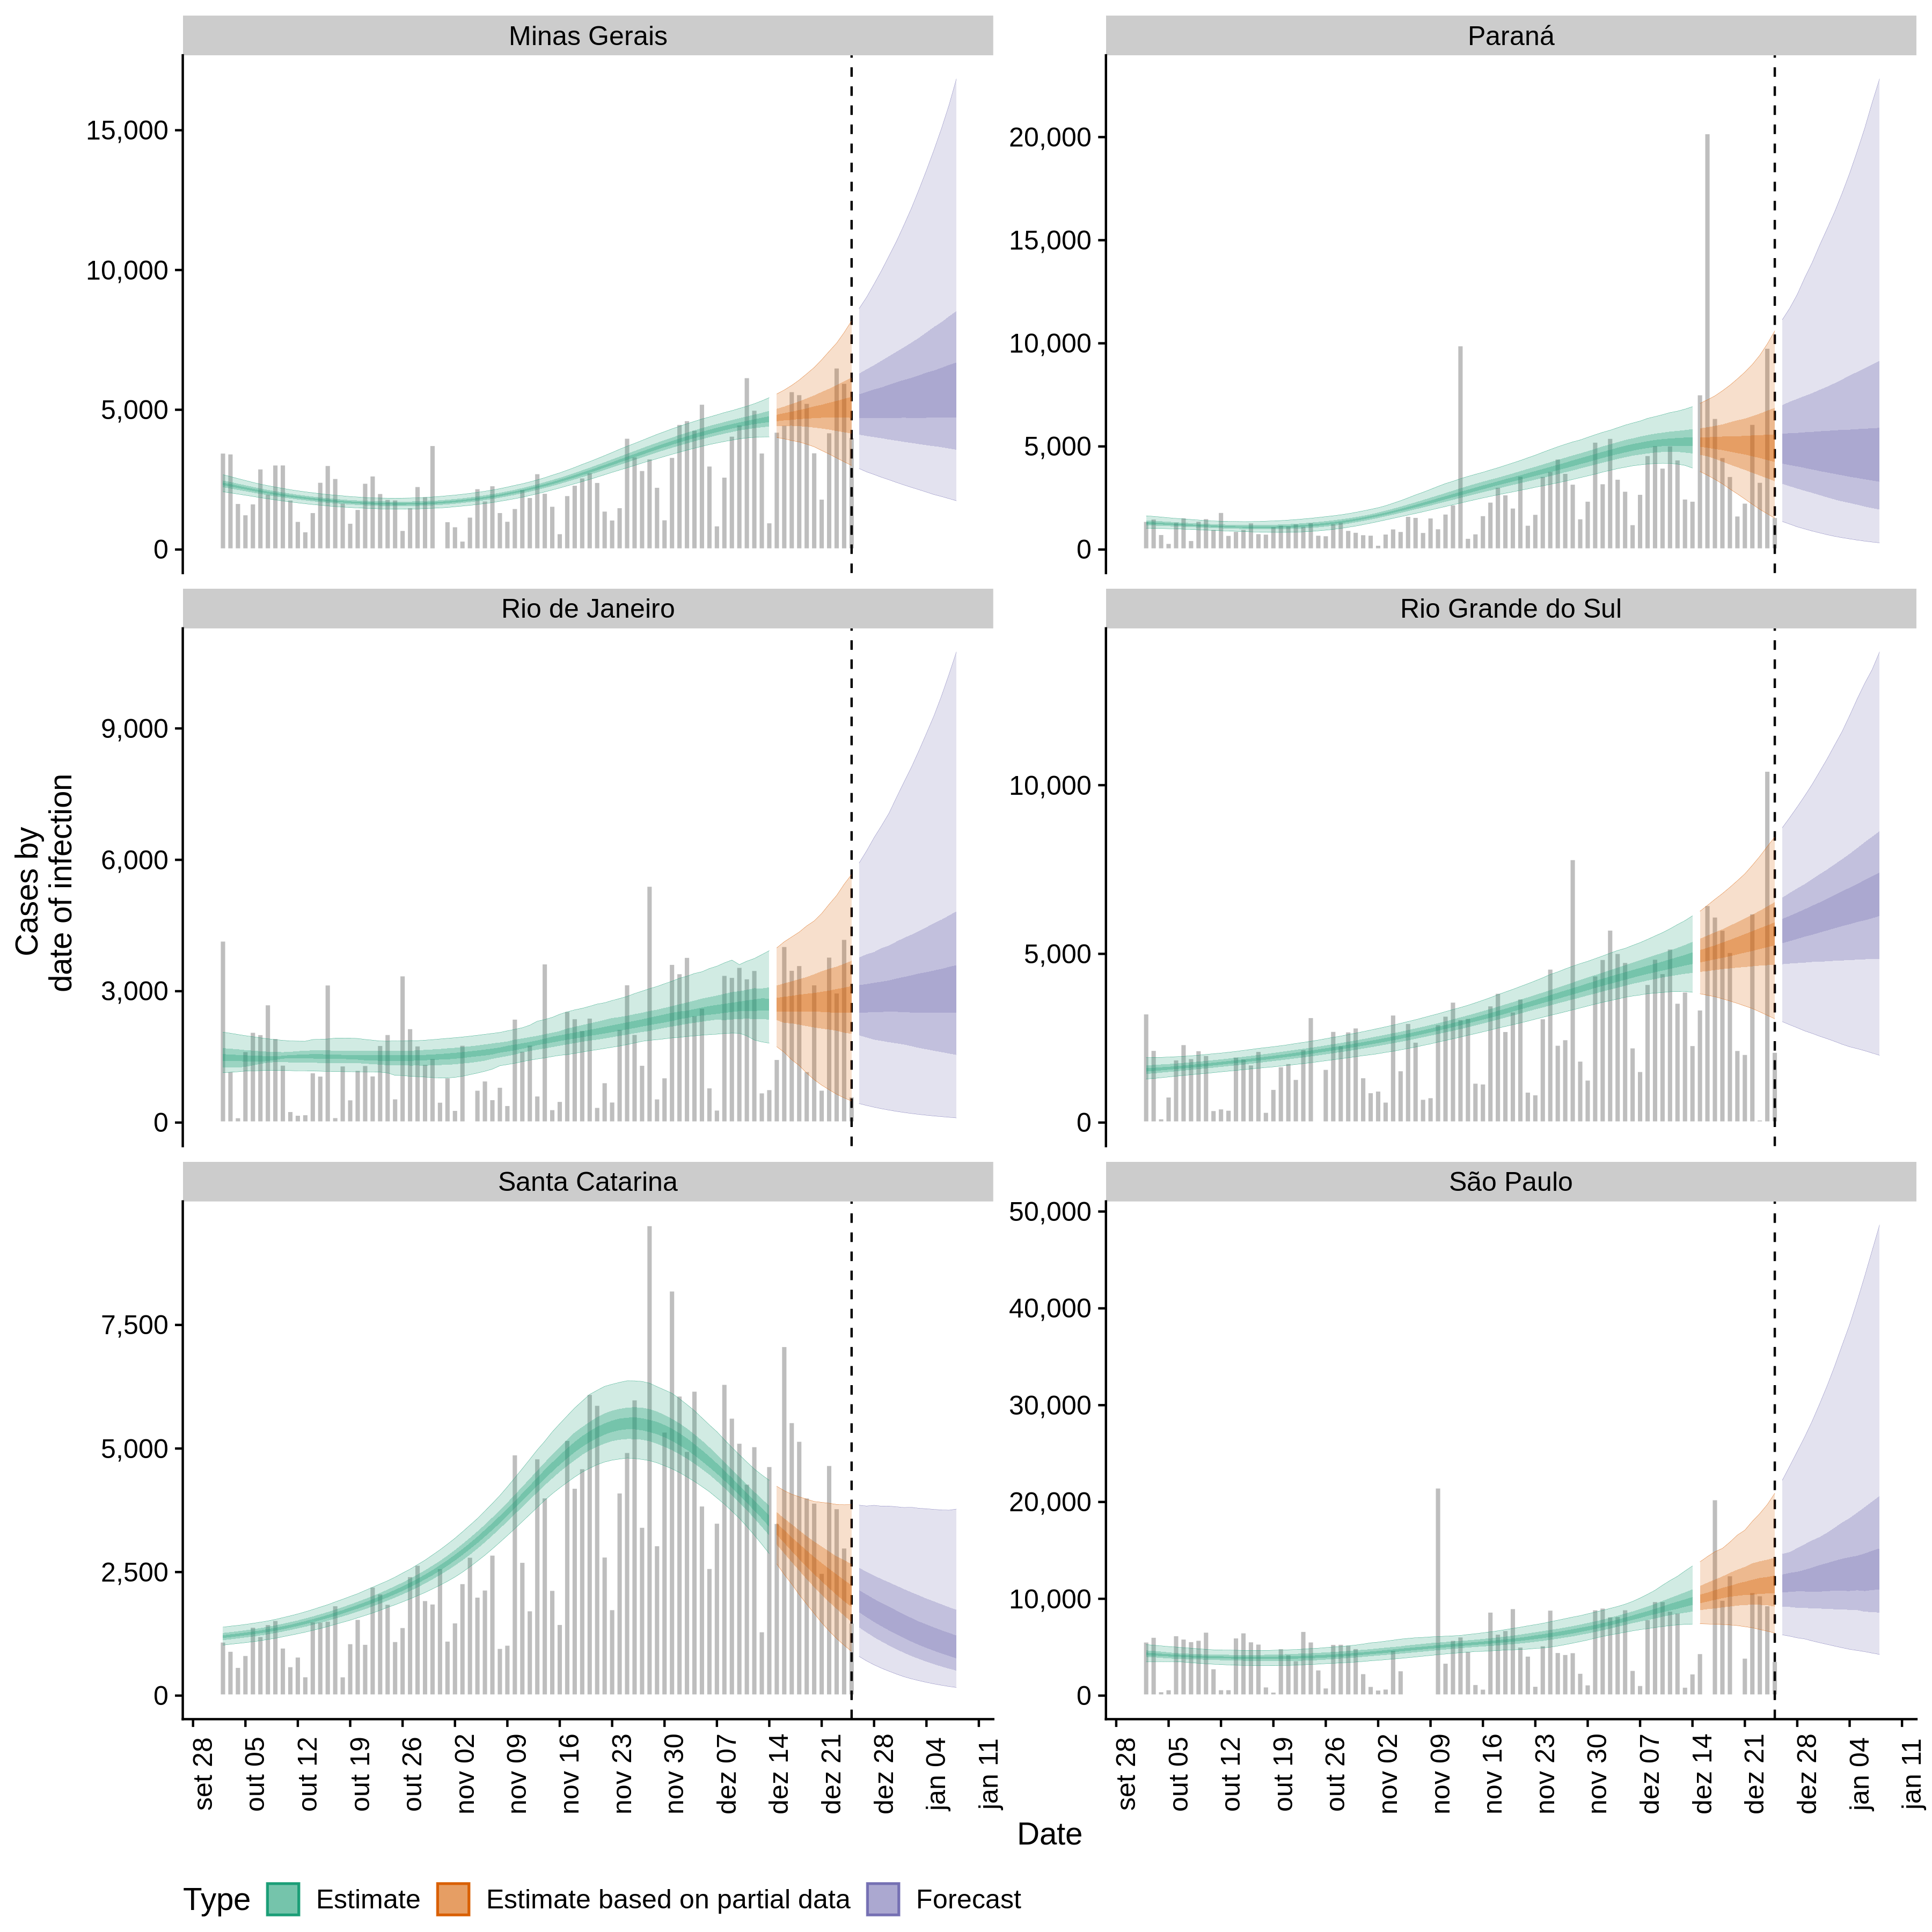 Minas Gerais
Paraná
15,000
10,000
5,000
0
20,000
15,000
10,000
5,000
0
Rio de Janeiro
Rio Grande do Sul
9,000
6,000
3,000
0
10,000
5,000
0
Cases by
date of infection
Santa Catarina
São Paulo
7,500
5,000
2,500
0
50,000
40,000
30,000
20,000
10,000
0
set 28
out 05
out 12
out 19
out 26
nov 02
nov 09
nov 16
nov 23
nov 30
dez 07
dez 14
dez 21
dez 28
jan 04
jan 11
set 28
out 05
out 12
out 19
out 26
nov 02
nov 09
nov 16
nov 23
nov 30
dez 07
dez 14
dez 21
dez 28
jan 04
jan 11
Date
Type Estimate Estimate based on partial data Forecast